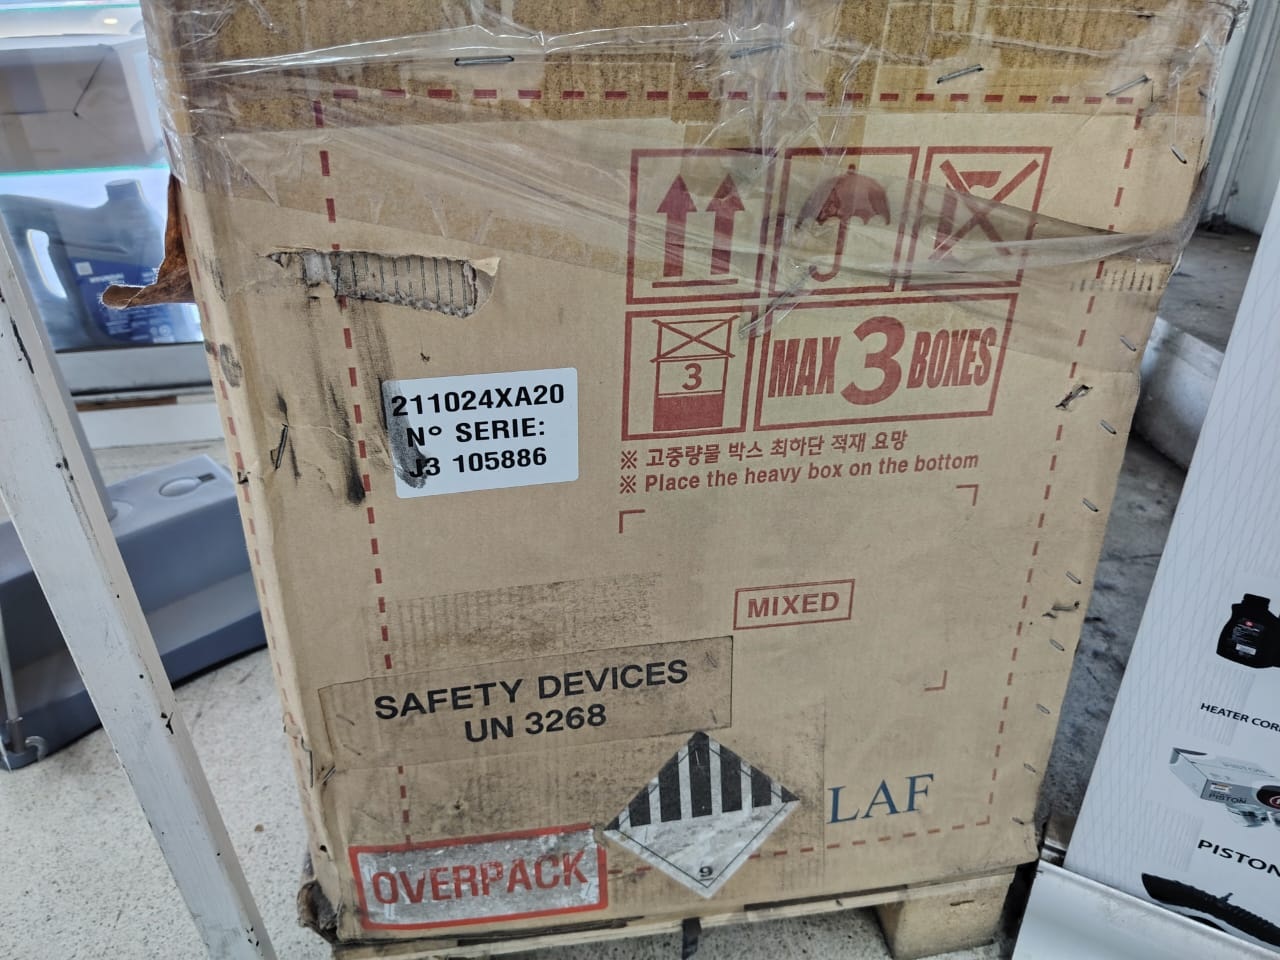 211024XA20
Nº SERIE:
J3 105886
3
MAX 3 BOXES
※ 고중량물 박스 최하단 적재 요망
※ Place the heavy box on the bottom
MIXED
SAFETY DEVICES
UN 3268
9
LAF
OVERPACK
HEATER COR
PISTON
PISTON